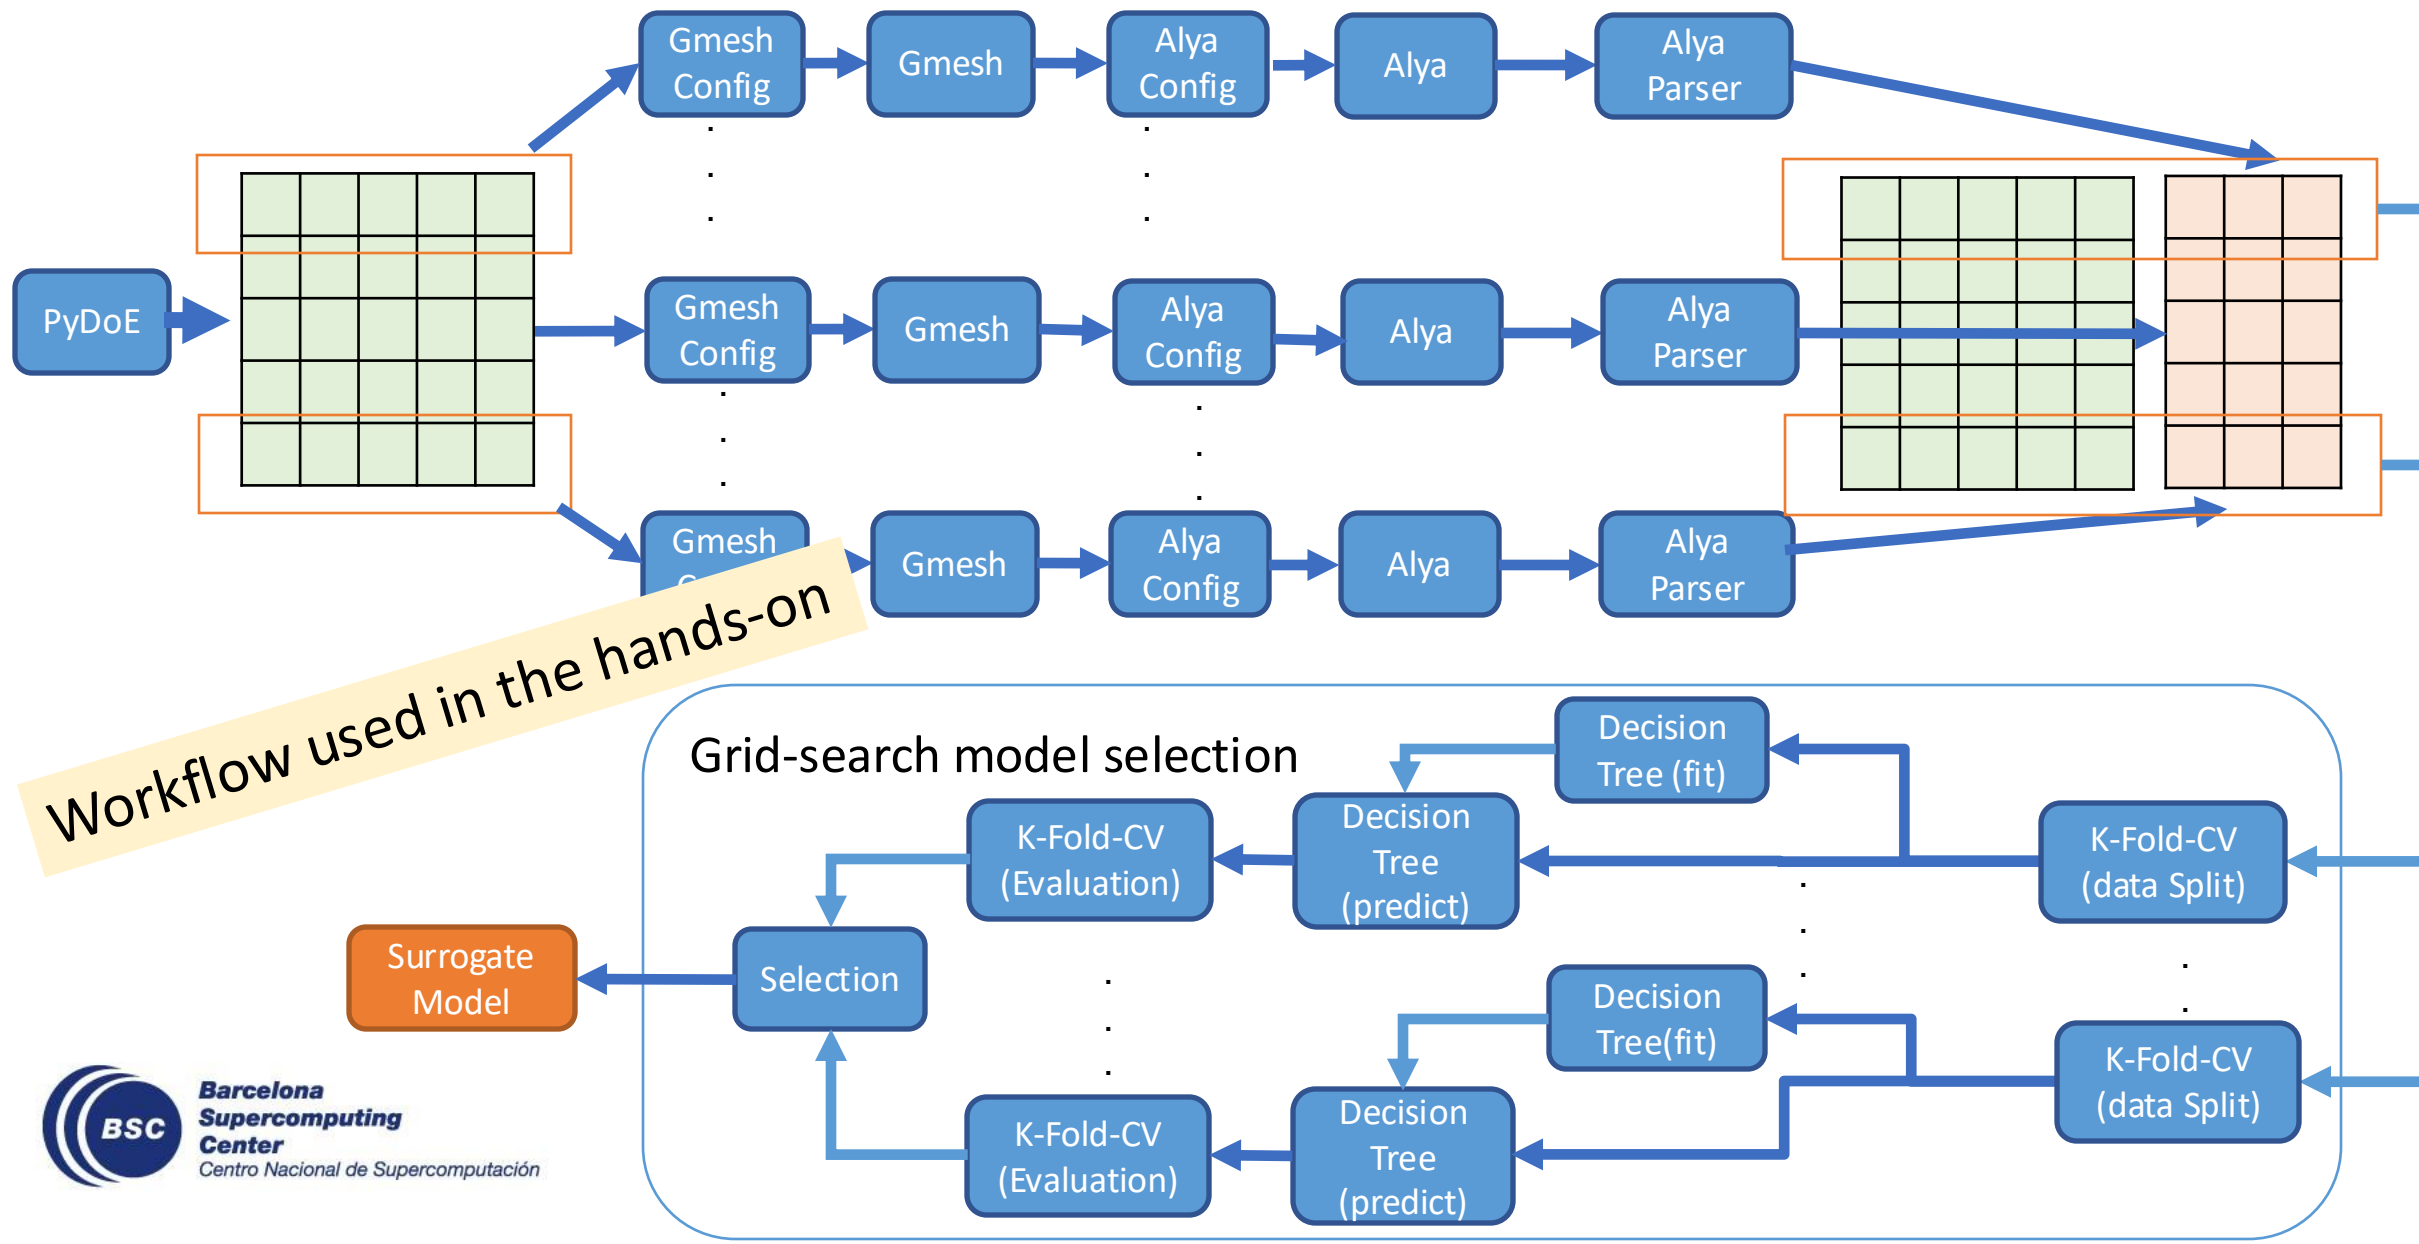 Gmesh
Config
Gmesh
Alya
Config
Alya
Alya
Parser
PyDoE
Gmesh
Config
Gmesh
Alya
Config
Alya
Alya
Parser
Gmesh
Gmesh
Alya
Config
Alya
Alya
Parser
Workflow used in the hands-on
Grid-search model selection
Decision
Tree (fit)
Decision
Tree
(predict)
K-Fold-CV
(Evaluation)
K-Fold-CV
(data Split)
Surrogate
Model
Selection
Decision
Tree(fit)
K-Fold-CV
(data Split)
Decision
Tree
(predict)
K-Fold-CV
(Evaluation)
BSC
Barcelona
Supercomputing
Center
Centro Nacional de Supercomputación